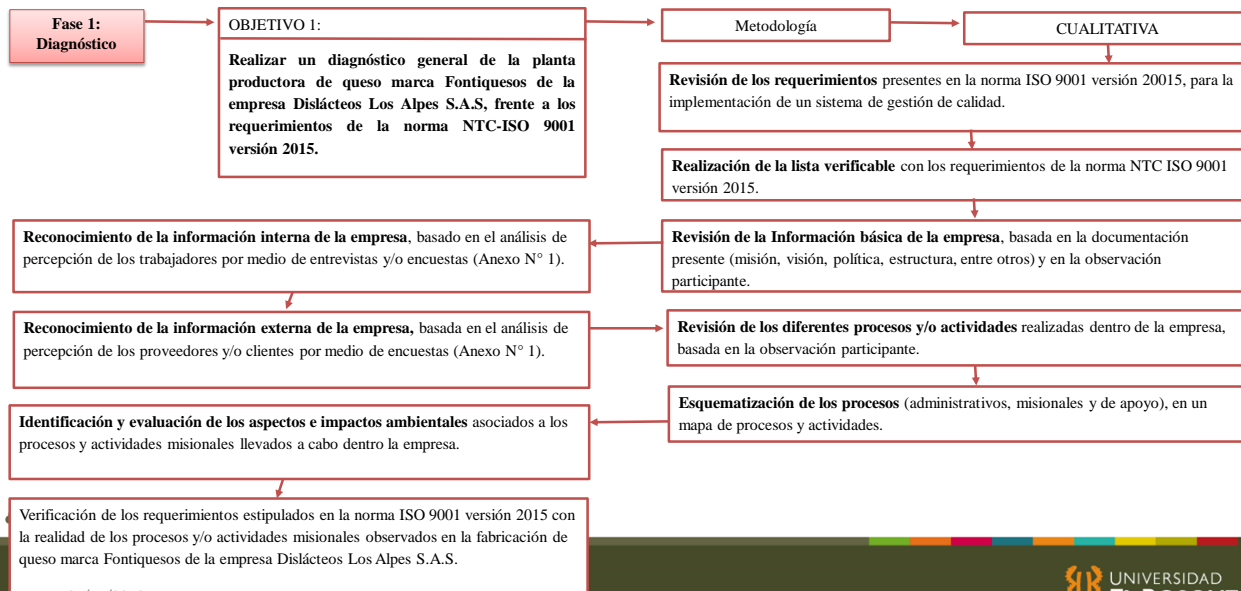 Fase 1:
Diagnóstico
OBJETIVO 1:
Realizar un diagnóstico general de la planta
productora de queso marca Fontiquesos de la
empresa Dislácteos Los Alpes S.A.S, frente a los
requerimientos de la norma NTC-ISO 9001
versión 2015.
Metodología
CUALITATIVA
Revisión de los requerimientos presentes en la norma ISO 9001 versión 20015, para la
implementación de un sistema de gestión de calidad.
Realización de la lista verificable con los requerimientos de la norma NTC ISO 9001
versión 2015.
Revisión de la Información básica de la empresa, basada en la documentación
presente (misión, visión, política, estructura, entre otros) y en la observación
participante.
Reconocimiento de la información interna de la empresa, basado en el análisis de
percepción de los trabajadores por medio de entrevistas y/o encuestas (Anexo N° 1).
Reconocimiento de la información externa de la empresa, basada en el análisis de
percepción de los proveedores y/o clientes por medio de encuestas (Anexo N° 1).
Revisión de los diferentes procesos y/o actividades realizadas dentro de la empresa,
basada en la observación participante.
Esquematización de los procesos (administrativos, misionales y de apoyo), en un
mapa de procesos y actividades.
Identificación y evaluación de los aspectos e impactos ambientales asociados a los
procesos y actividades misionales llevados a cabo dentro la empresa.
Verificación de los requerimientos estipulados en la norma ISO 9001 versión 2015 con
la realidad de los procesos y/o actividades misionales observados en la fabricación de
queso marca Fontiquesos de la empresa Dislácteos Los Alpes S.A.S.
UNIVERSIDAD
EL BOSQUE